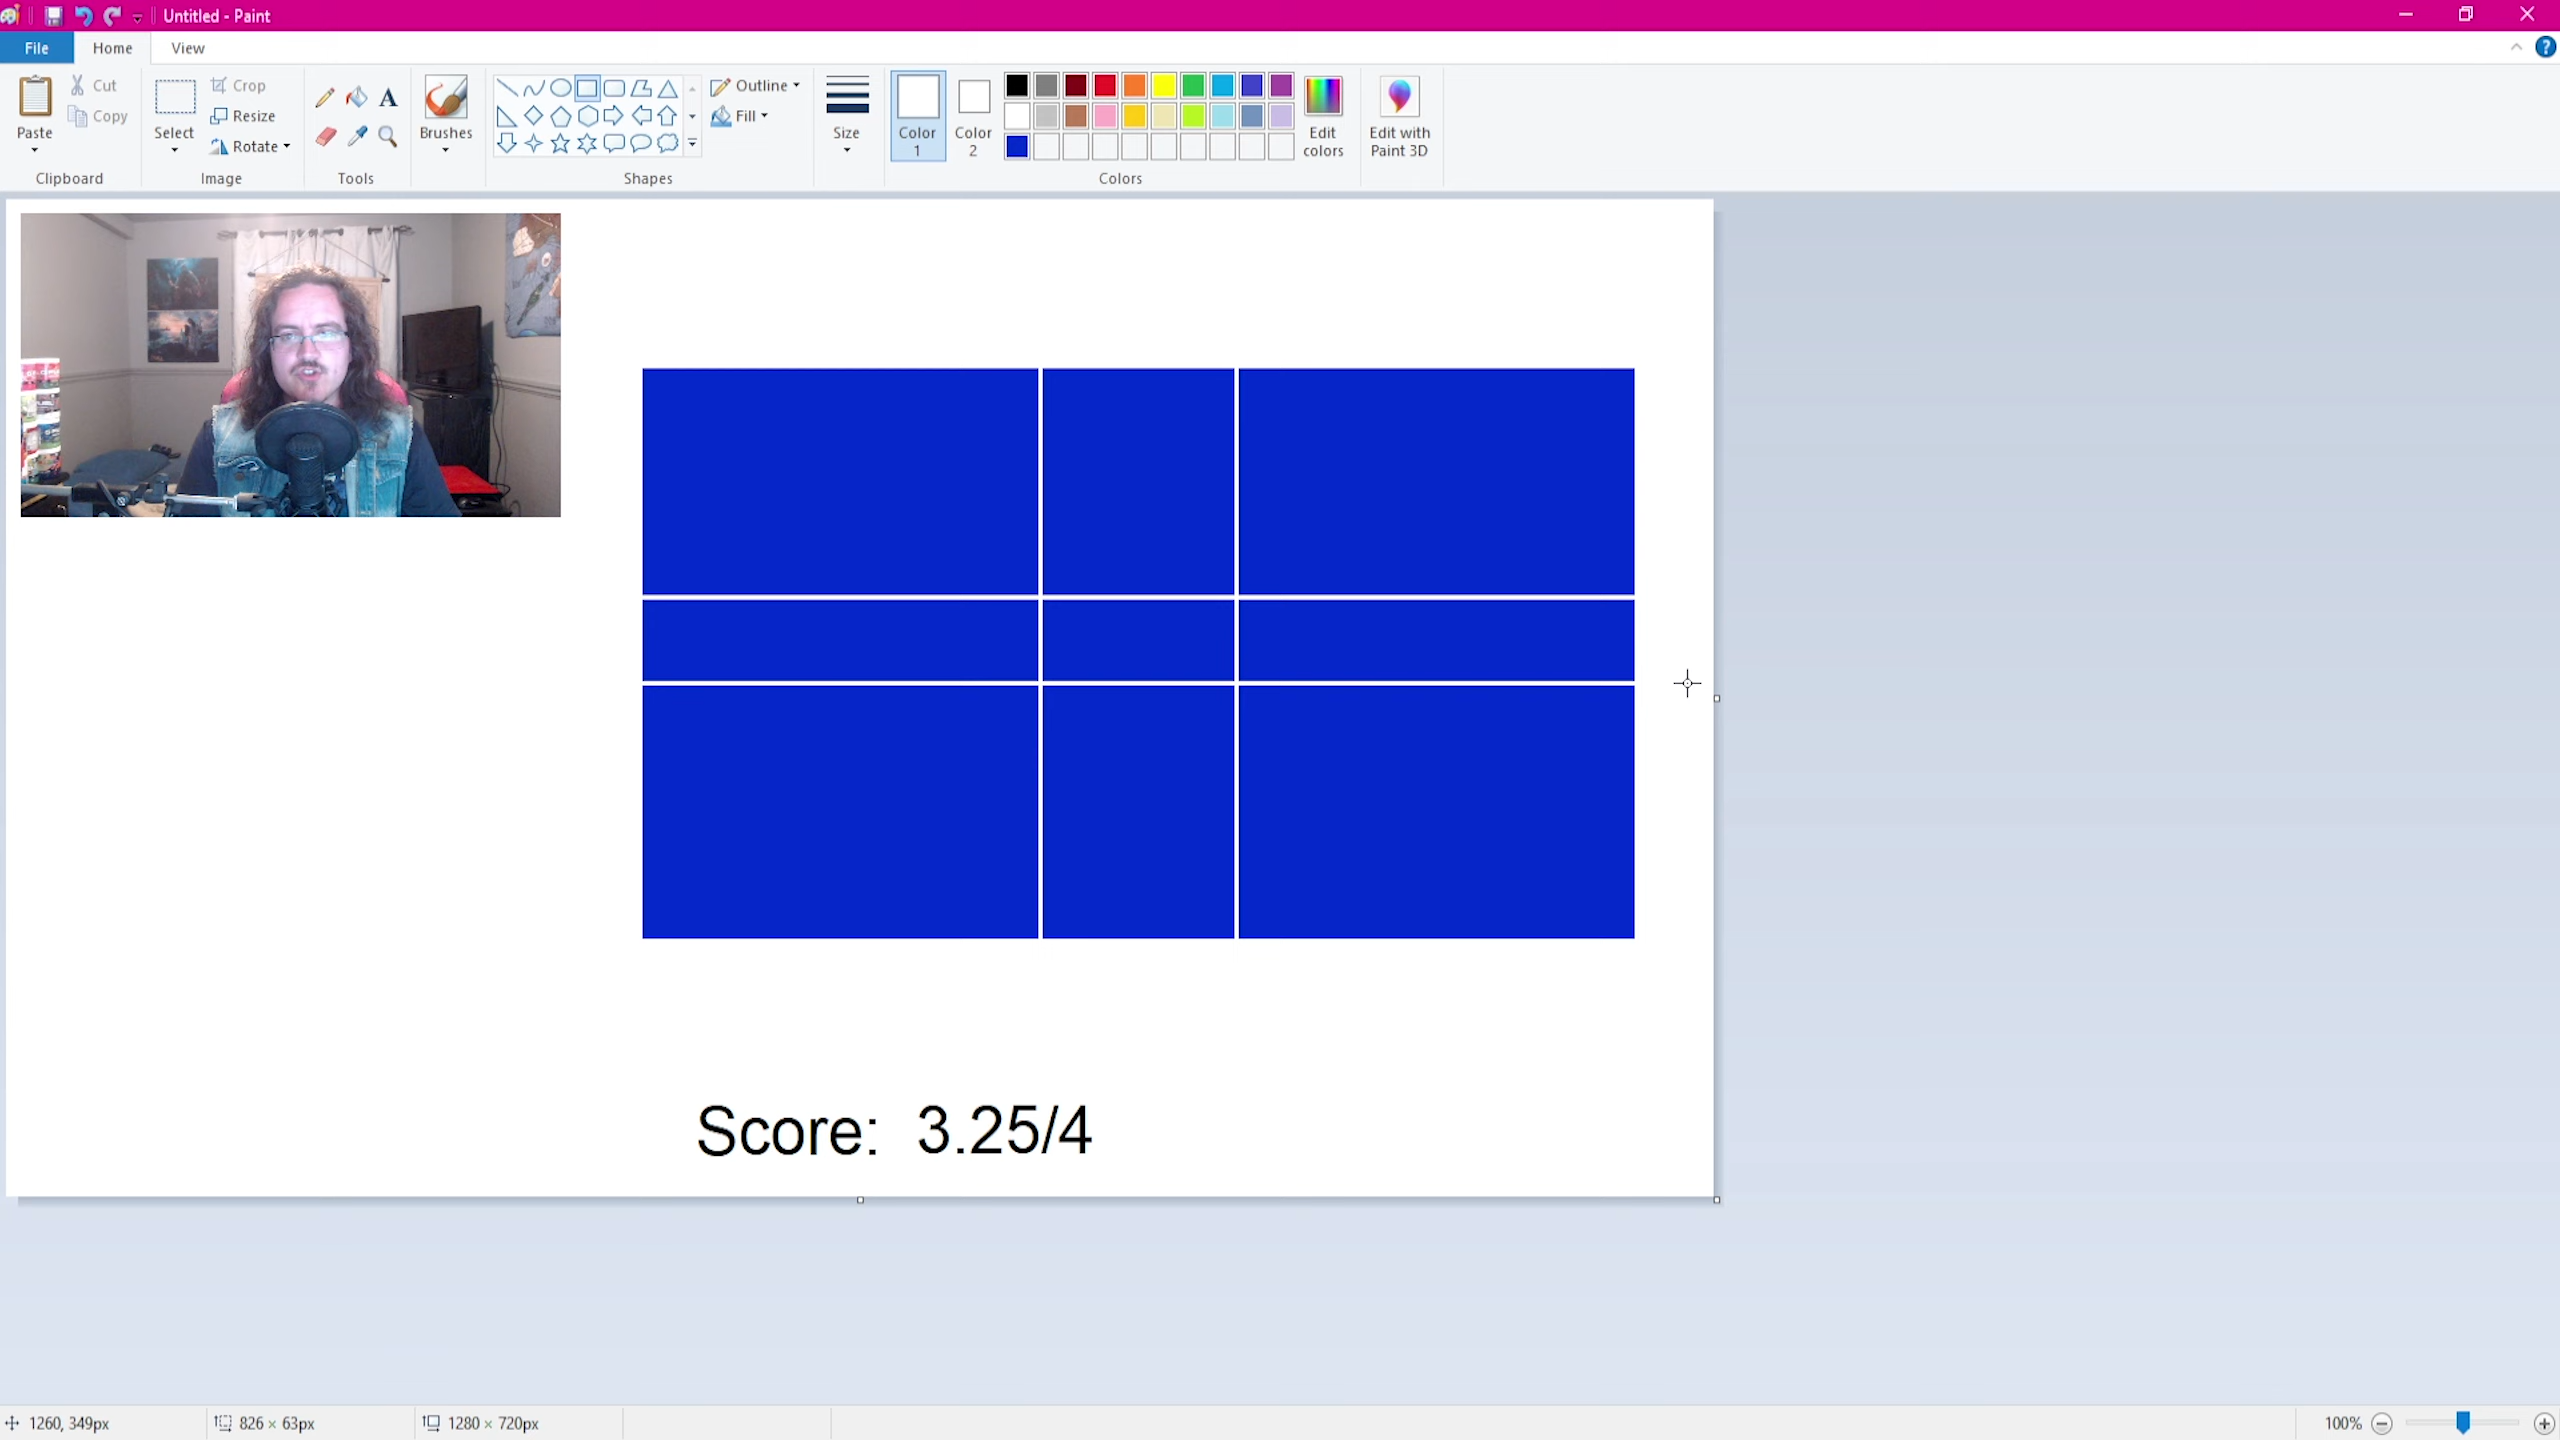 Untitled - Paint
File
Home
View
Paste
Cut
Copy
Clipboard
Select
Crop
Resize
Rotate
Image
A
Tools
Brushes
Shapes
Outline
Fill
Size
Color
1
Color
2
Edit
colors
Colors
Edit with
Paint 3D
?
Score: 3.25/4
1260, 349px
826 × 63px
1280 × 720px
100%